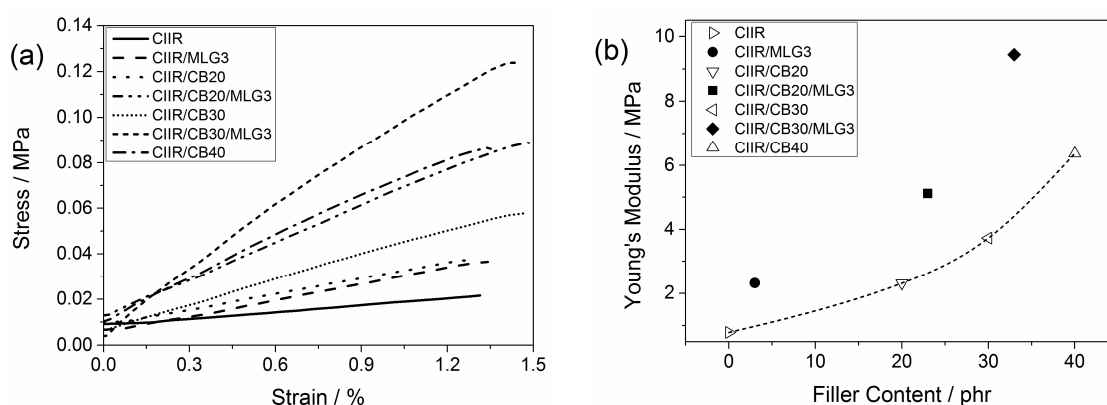 (a)
Stress / MPa
0.14
0.12
0.10
0.08
0.06
0.04
0.02
0.00
CIIR
CIIR/MLG3
CIIR/CB20
CIIR/CB20/MLG3
CIIR/CB30
CIIR/CB30/MLG3
CIIR/CB40
0.0 0.3 0.6 0.9 1.2 1.5
Strain / %
(b)
Young's Modulus / MPa
10
8
6
4
2
CIIR
CIIR/MLG3
CIIR/CB20
CIIR/CB20/MLG3
CIIR/CB30
CIIR/CB30/MLG3
CIIR/CB40
0 10 20 30 40
Filler Content / phr